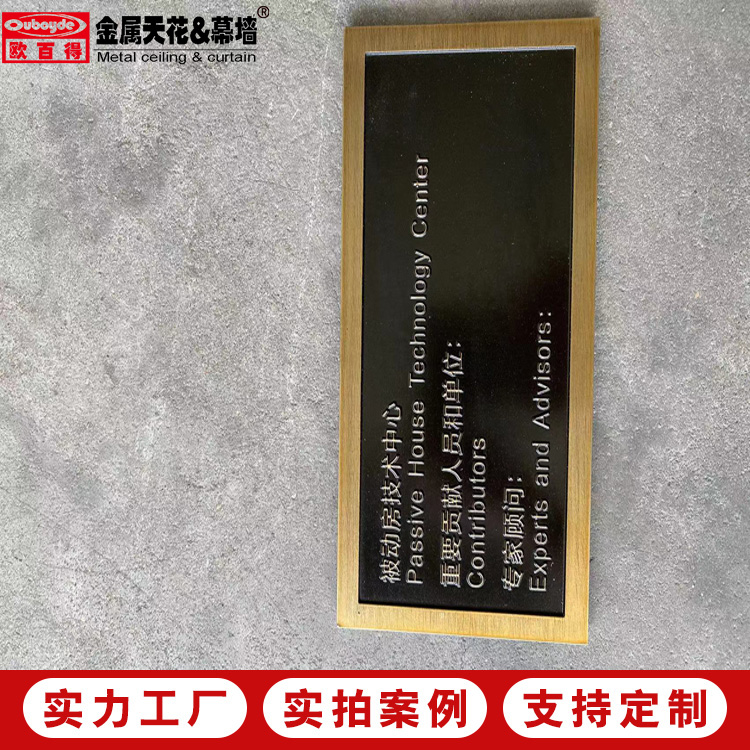 Ouboyde
欧百得
金属天花&幕墙®
Metal ceiling & curtain
被动房技术中心
Passive House Technology Center
重要贡献人员和单位：
Contributors
专家顾问：
Experts and Advisors:
实力工厂
实拍案例
支持定制